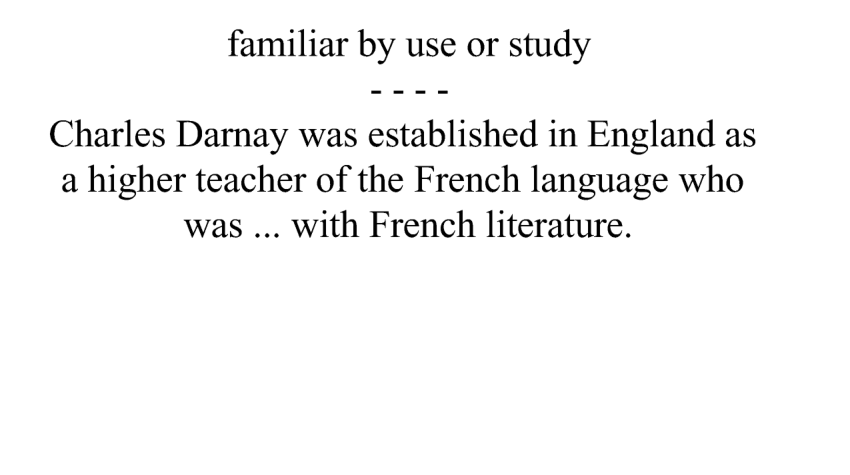 familiar by use or study
- - - -
Charles Darnay was established in England as
a higher teacher of the French language who
was ... with French literature.